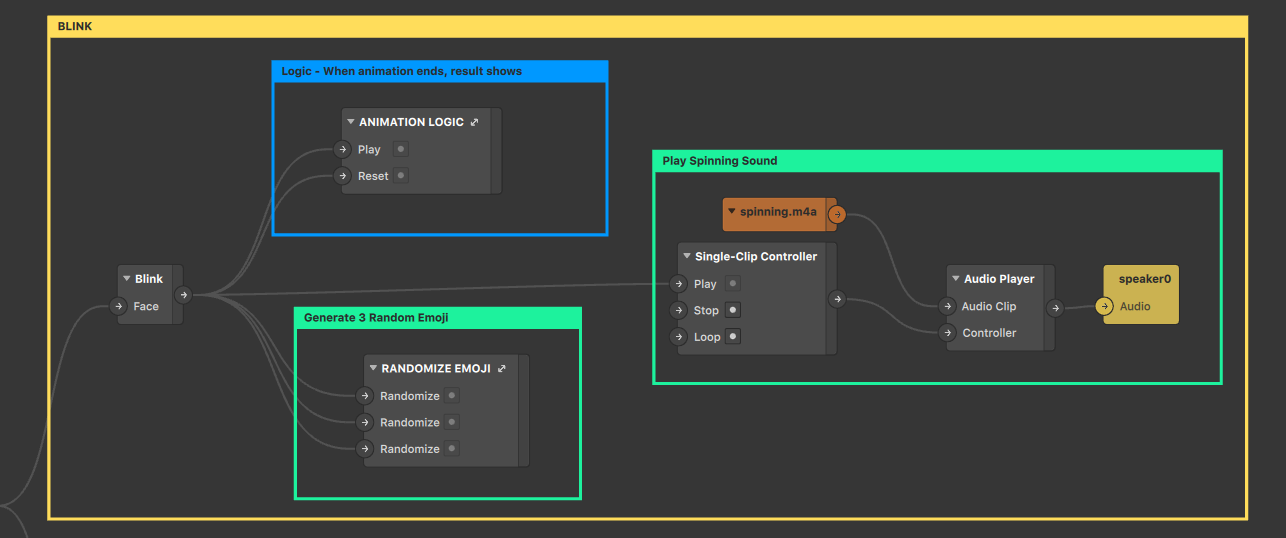 BLINK
Logic - When animation ends, result shows
ANIMATION LOGIC
Play
Reset
Blink
Face
Generate 3 Random Emoji
RANDOMIZE EMOJI
Randomize
Randomize
Randomize
Play Spinning Sound
spinning.m4a
Single-Clip Controller
Play
Stop
Loop
Audio Player
Audio Clip
Controller
speaker0
Audio